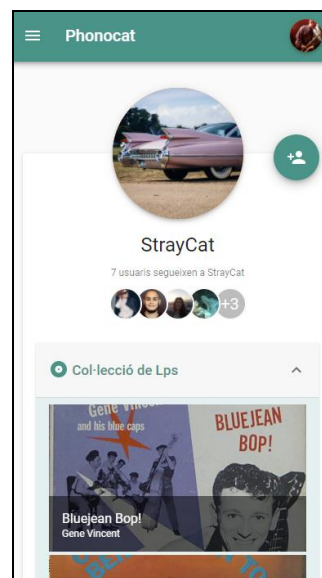 Phonocat
StrayCat
7 usuaris segueixen a StrayCat
+3
Col·lecció de Lps
Gene Vincent
and his blue caps
BLUEJEAN
BOP!
Bluejean Bop!
Gene Vincent